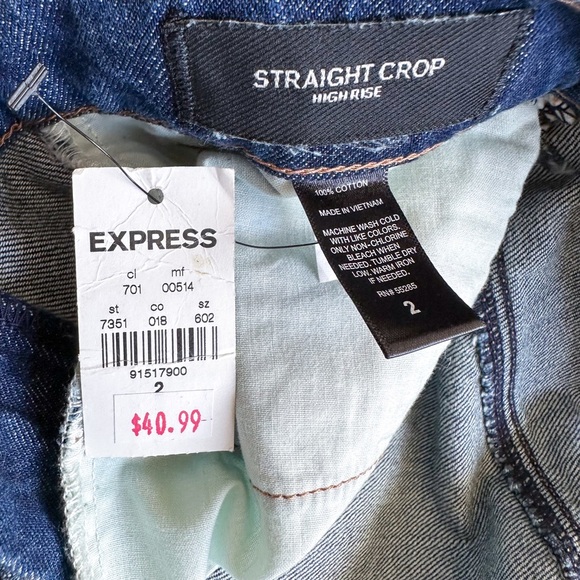 STRAIGHT CROP
HIGH RISE
100% COTTON
MADE IN VIETNAM
MACHINE WASH COLD
WITH LIKE COLORS.
ONLY NON-CHLORINE
BLEACH WHEN
NEEDED. TUMBLE DRY
LOW. WARM IRON
IF NEEDED.
RN# 55285
2
EXPRESS
cl mf
701 00514
st co sz
7351 018 602
91517900
2
$40.99